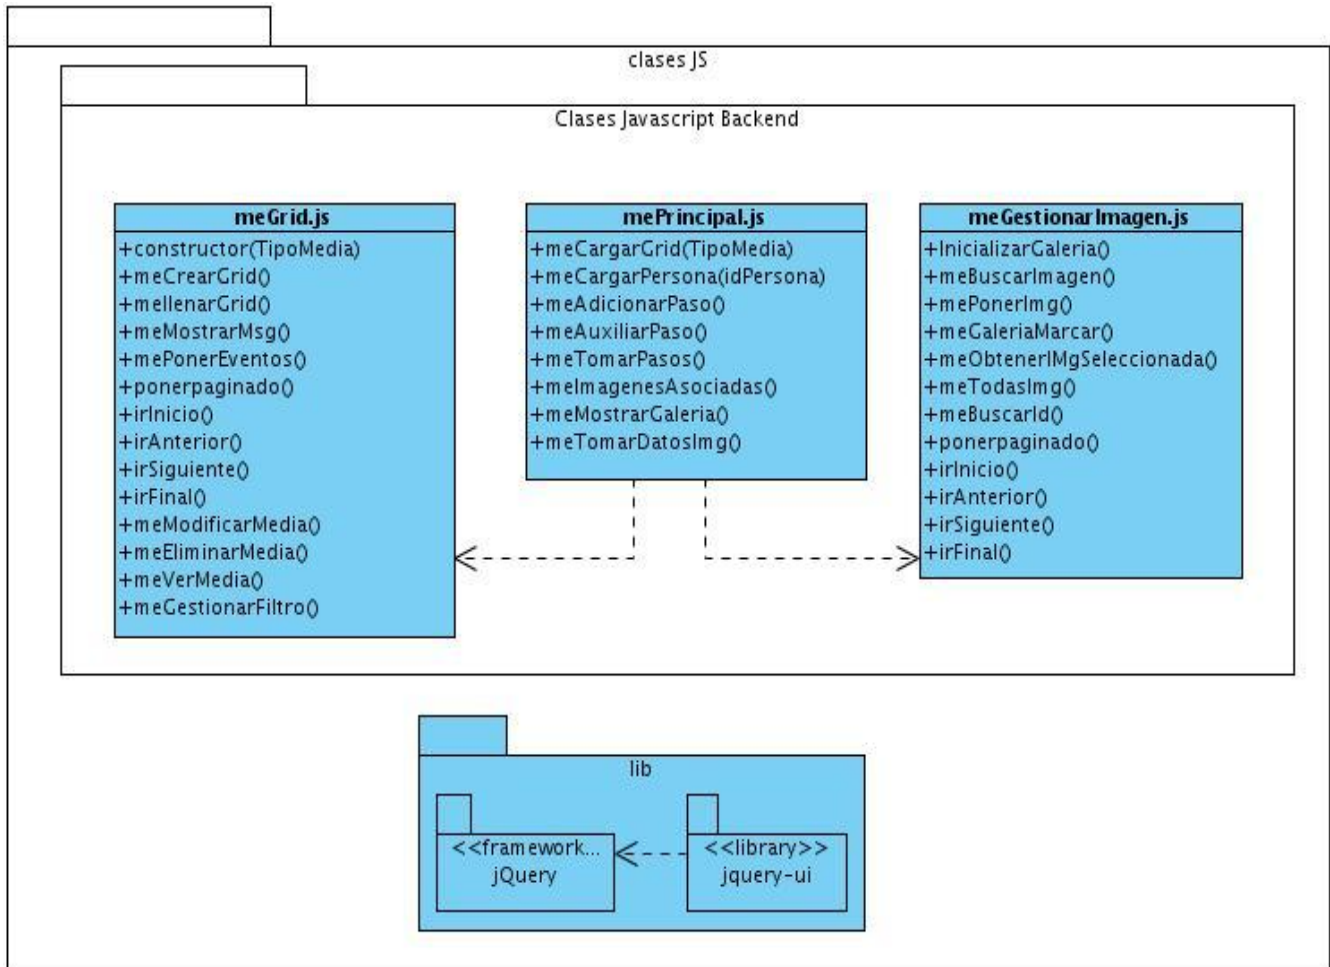 clases JS
Clases Javascript Backend
meGrid.js
+constructor(TipoMedia)
+meCrearGrid()
+mellenarGrid()
+meMostrarMsg()
+mePonerEventos()
+ponerpaginado()
+irInicio()
+irAnterior()
+irSiguiente()
+irFinal()
+meModificarMedia()
+meEliminarMedia()
+meVerMedia()
+meGestionarFiltro()
mePrincipal.js
+meCargarGrid(TipoMedia)
+meCargarPersona(idPersona)
+meAdicionarPaso()
+meAuxiliarPaso()
+meTomarPasos()
+meImagenesAsociadas()
+meMostrarGaleria()
+meTomarDatosImg()
meGestionarImagen.js
+InicializarGaleria()
+meBuscarImagen()
+mePonerImg()
+meGaleriaMarcar()
+meObtenerIMgSeleccionada()
+meTodasImg()
+meBuscarId()
+ponerpaginado()
+irInicio()
+irAnterior()
+irSiguiente()
+irFinal()
lib
<<framework...
jQuery
<<library>>
jquery-ui